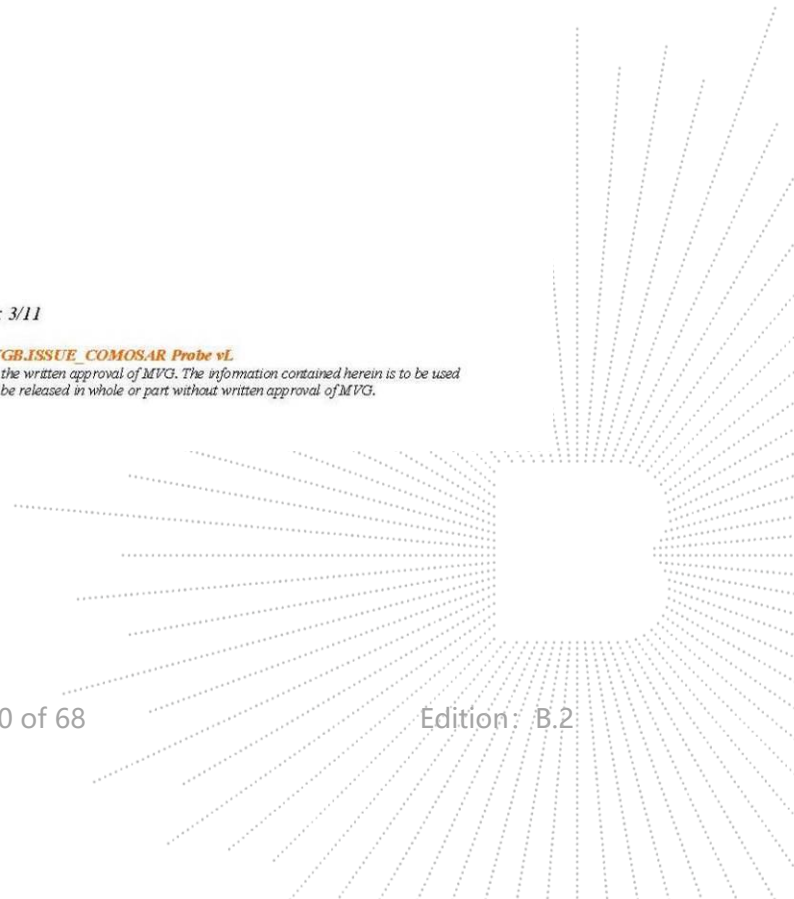 : 3/11
GB.ISSUE_COMOSAR Probe vL
the written approval of MVG. The information contained herein is to be used
be released in whole or part without written approval of MVG.
0 of 68 Edition: B.2